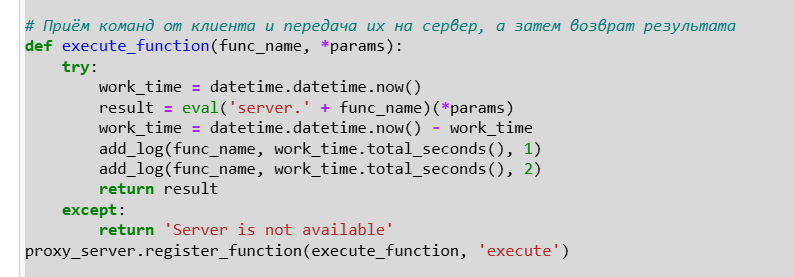 # Приём команд от клиента и передача их на сервер, а затем возврат результата
def execute_function(func_name, *params):
    try:
        work_time = datetime.datetime.now()
        result = eval('server.' + func_name)(*params)
        work_time = datetime.datetime.now() - work_time
        add_log(func_name, work_time.total_seconds(), 1)
        add_log(func_name, work_time.total_seconds(), 2)
        return result
    except:
        return 'Server is not available'
proxy_server.register_function(execute_function, 'execute')